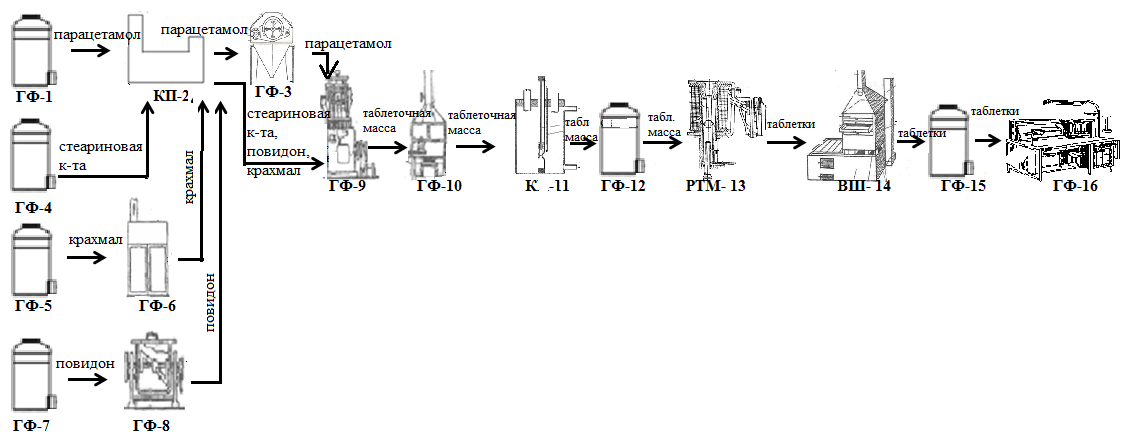 парацетамол
парацетамол
парацетамол
ГФ-1
КП-2
ГФ-3
стеариновая
к-та
стеариновая
к-та,
повидон,
крахмал
таблеточная
масса
таблеточная
масса
табл
масса
табл.
масса
таблетки
таблетки
таблетки
крахмал
ГФ-4
ГФ-9
ГФ-10
-11
ГФ-12
РТМ- 13
ВШ- 14
ГФ-15
ГФ-16
крахмал
повидон
ГФ-5
ГФ-6
повидон
ГФ-7
ГФ-8